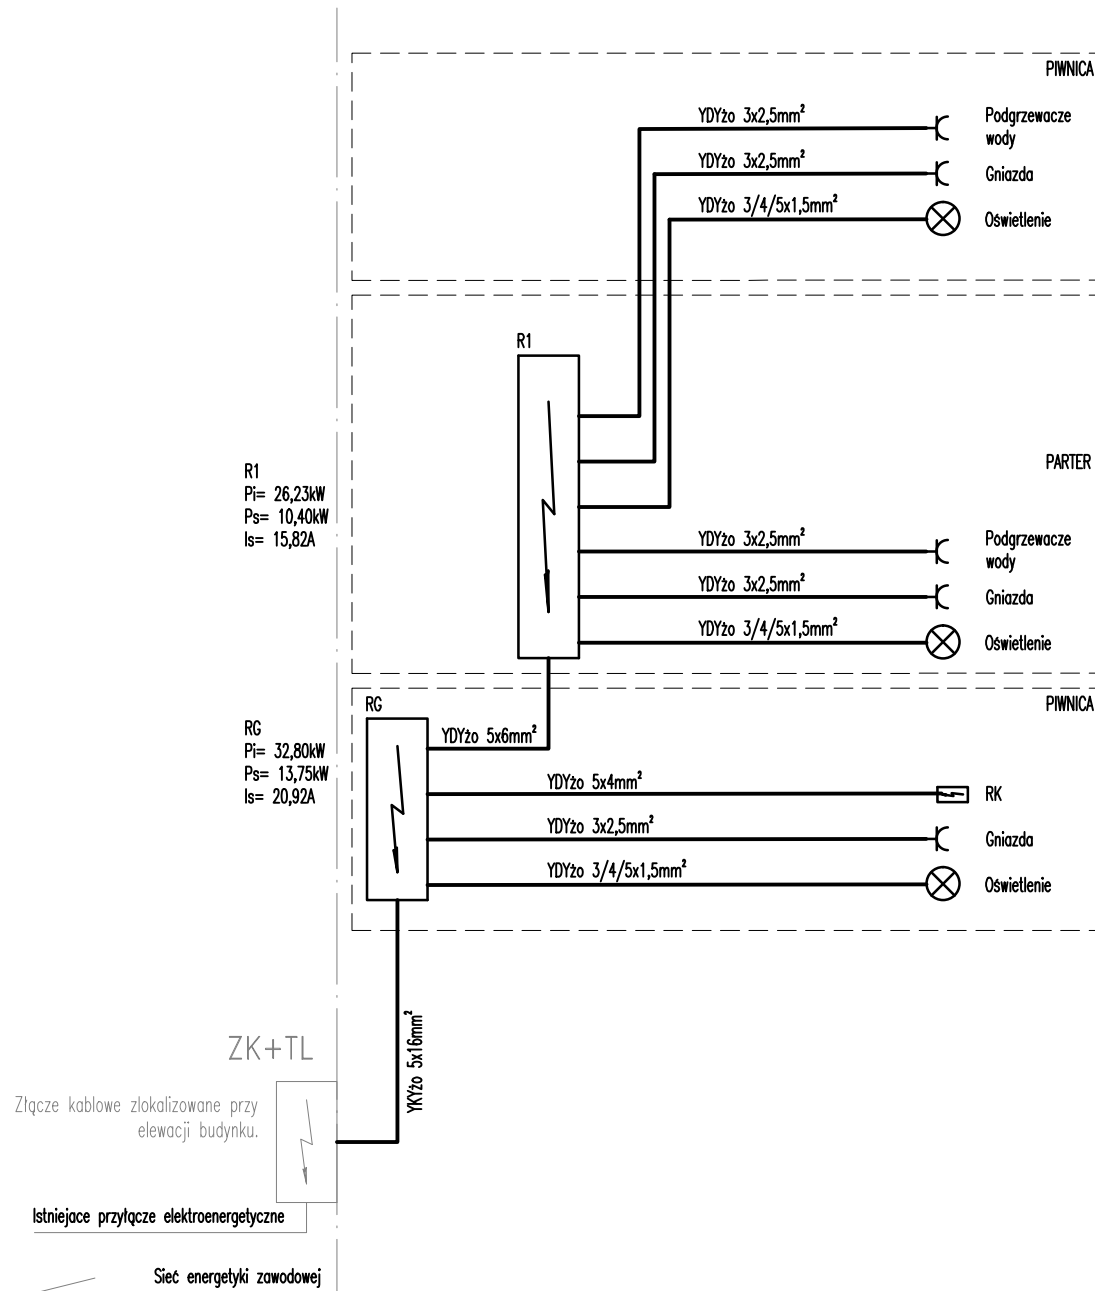 PIWNICA
YDYżo 3x2,5mm²
Podgrzewacze
wody
YDYżo 3x2,5mm²
Gniazda
YDYżo 3/4/5x1,5mm²
Oświetlenie
R1
PARTER
R1
Pi= 26,23kW
Ps= 10,40kW
Is= 15,82A
YDYżo 3x2,5mm²
Podgrzewacze
wody
YDYżo 3x2,5mm²
Gniazda
YDYżo 3/4/5x1,5mm²
Oświetlenie
PIWNICA
RG
RG
Pi= 32,80kW
Ps= 13,75kW
Is= 20,92A
YDYżo 5x6mm²
YDYżo 5x4mm²
RK
YDYżo 3x2,5mm²
Gniazda
YDYżo 3/4/5x1,5mm²
Oświetlenie
YKYżo 5x16mm²
ZK+TL
Złącze kablowe zlokalizowane przy
elewacji budynku.
Istniejace przyłącze elektroenergetyczne
Sieć energetyki zawodowej